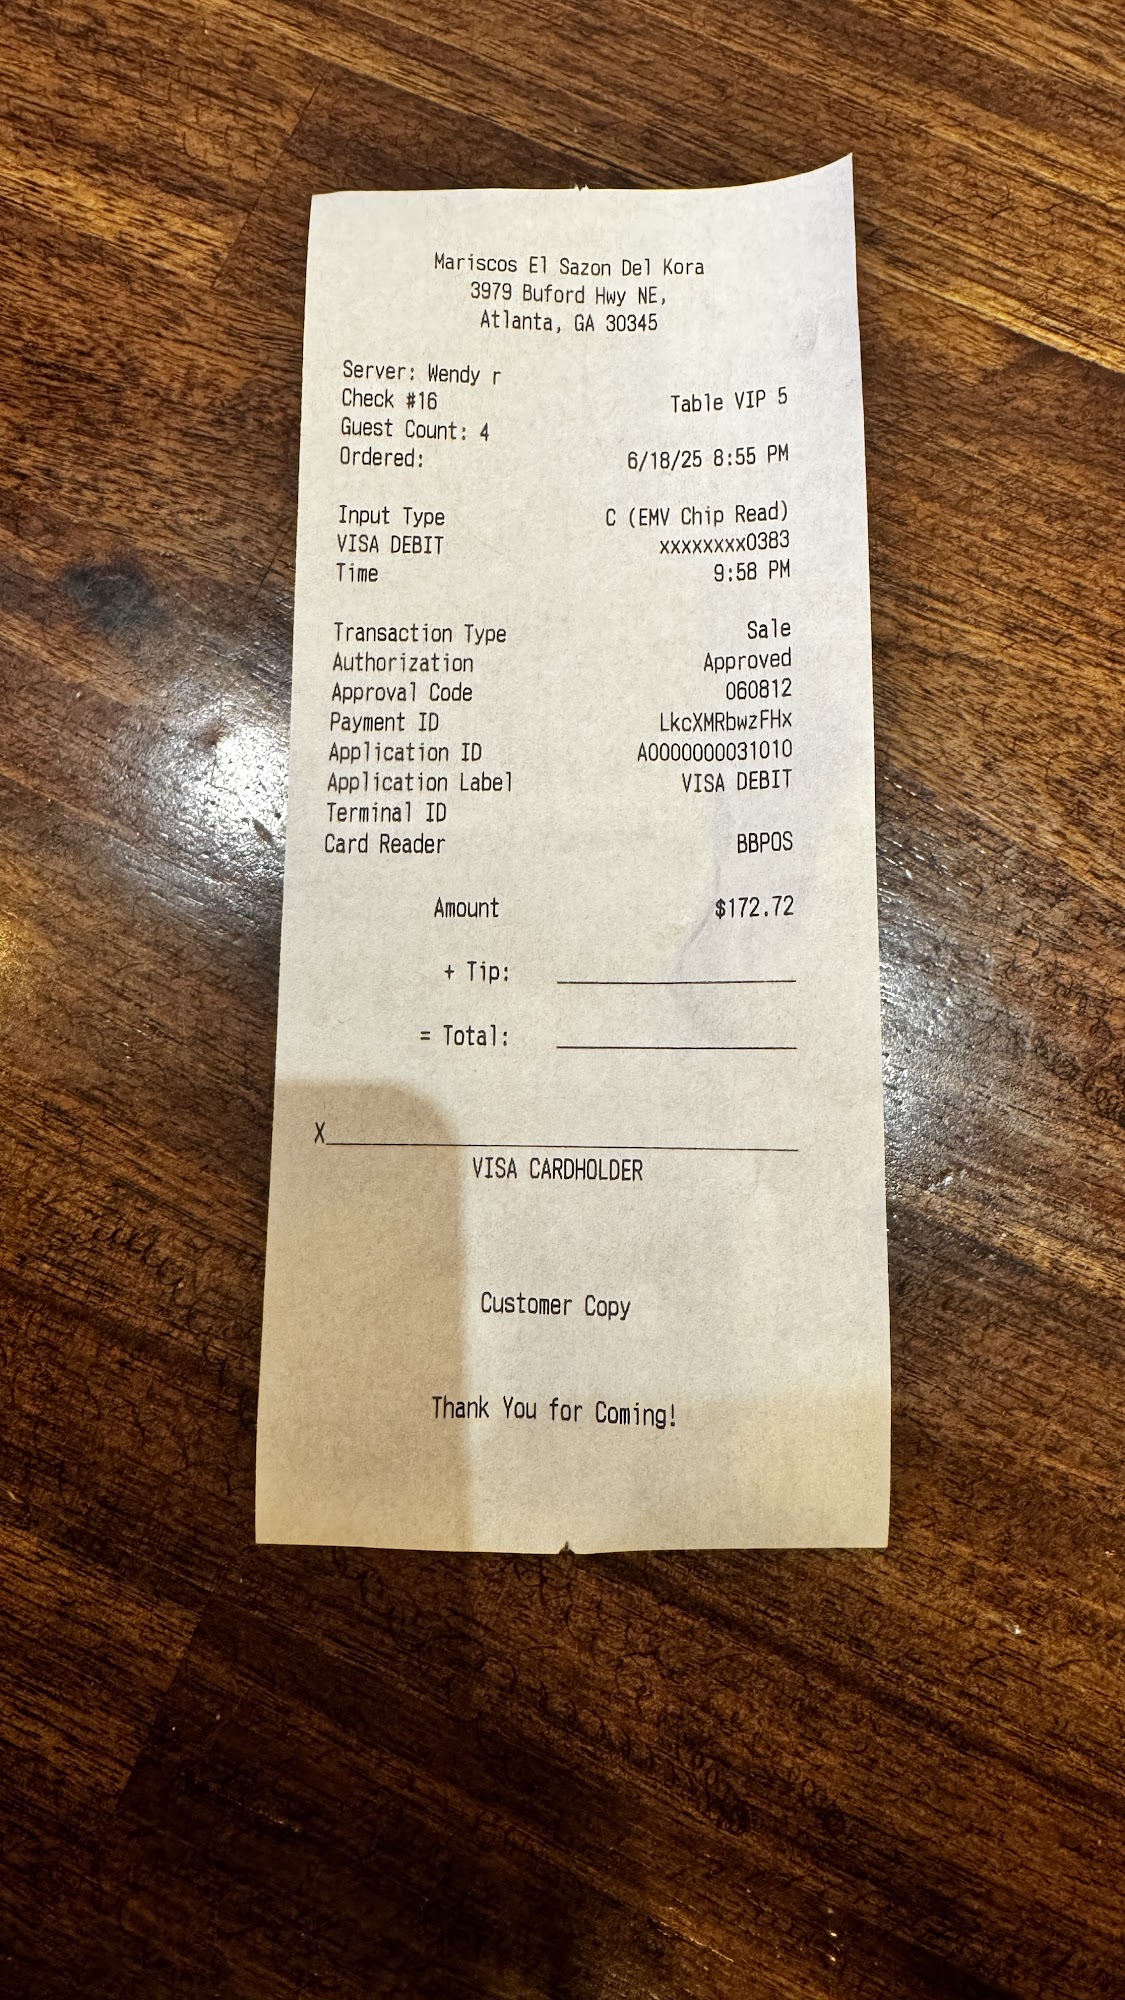 Mariscos El Sazon Del Kora
3979 Buford Hwy NE,
Atlanta, GA 30345
Server: Wendy r
Check #16 Table VIP 5
Guest Count: 4
Ordered: 6/18/25 8:55 PM
Input Type C (EMV Chip Read)
VISA DEBIT xxxxxxxx0383
Time 9:58 PM
Transaction Type Sale
Authorization Approved
Approval Code 060812
Payment ID LkcXMRbwzFHx
Application ID A0000000031010
Application Label VISA DEBIT
Terminal ID
Card Reader BBPOS
Amount $172.72
+ Tip:
= Total:
X
VISA CARDHOLDER
Customer Copy
Thank You for Coming!